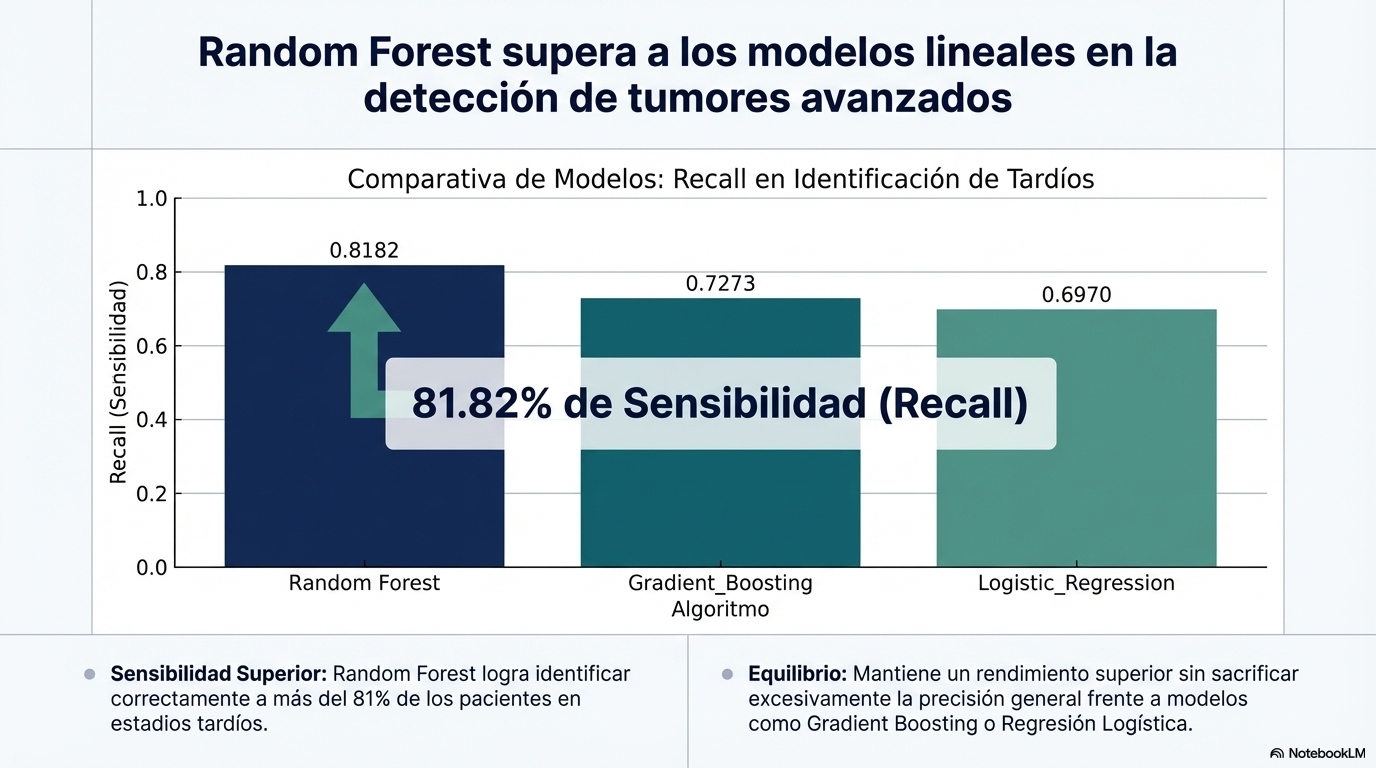 Random Forest supera a los modelos lineales en la
detección de tumores avanzados
Comparativa de Modelos: Recall en Identificación de Tardíos
Recall (Sensibilidad)
1.0
0.8
0.6
0.4
0.2
0.0
0.8182
0.7273
0.6970
81.82% de Sensibilidad (Recall)
Random Forest
Gradient_Boosting
Logistic_Regression
Algoritmo
Sensibilidad Superior: Random Forest logra identificar
correctamente a más del 81% de los pacientes en
estadios tardíos.
Equilibrio: Mantiene un rendimiento superior sin sacrificar
excesivamente la precisión general frente a modelos
como Gradient Boosting o Regresión Logística.
NotebookLM